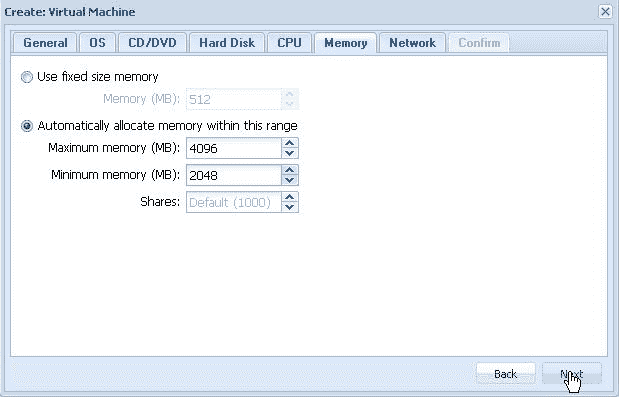 Create: Virtual Machine
General OS CD/DVD Hard Disk CPU Memory Network Confirm
Use fixed size memory
Memory (MB): 512
Automatically allocate memory within this range
Maximum memory (MB): 4096
Minimum memory (MB): 2048
Shares: Default (1000)
Back Next